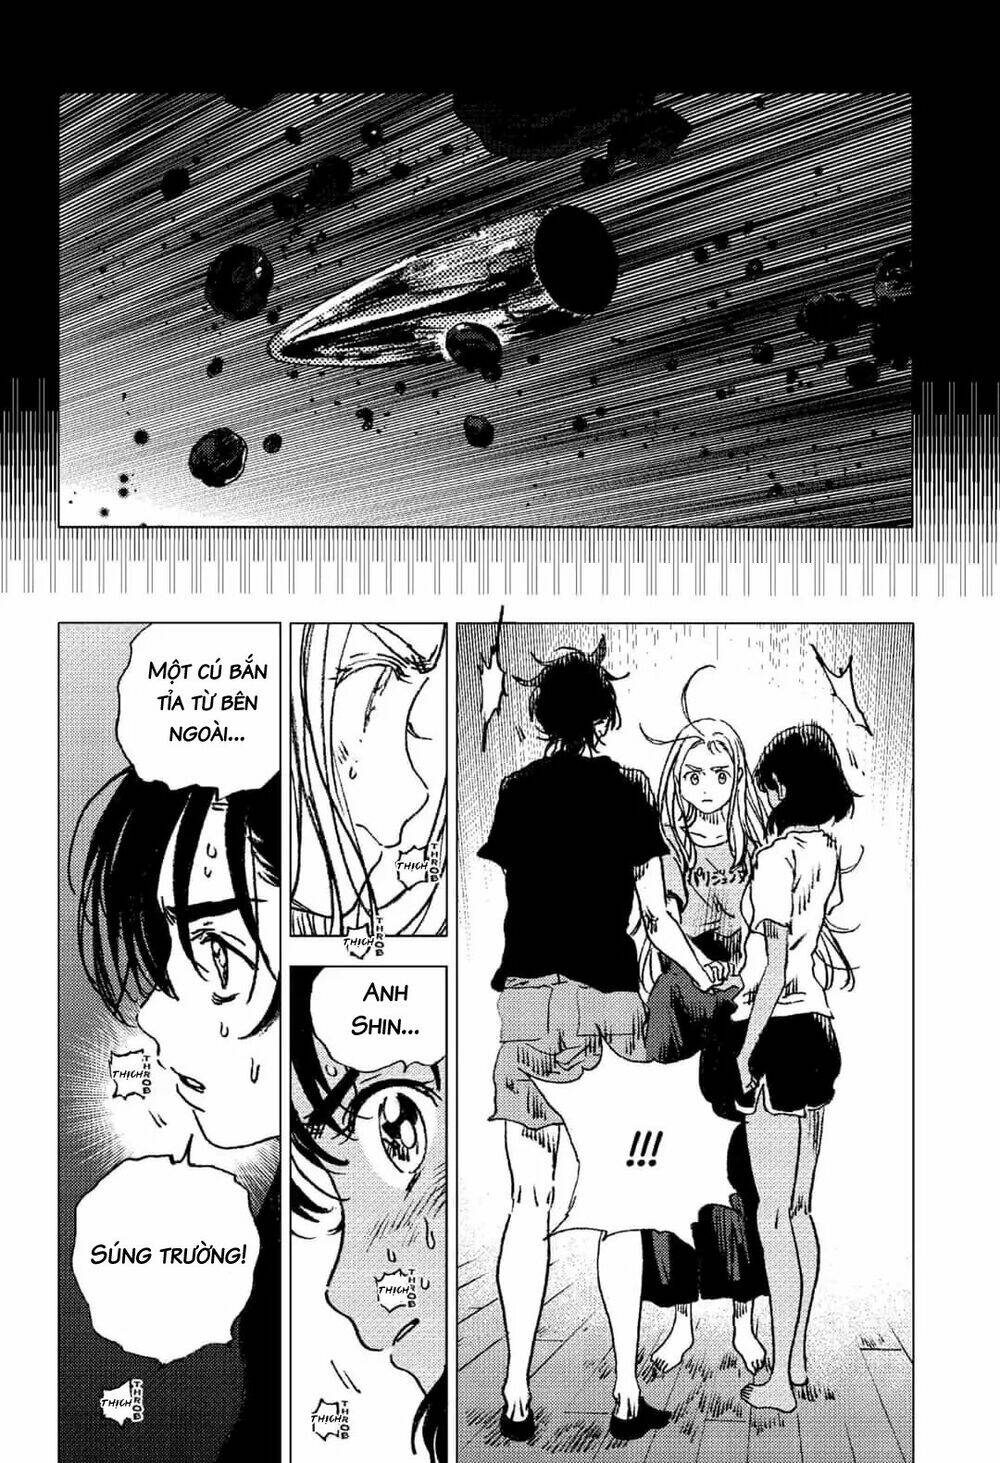 !!!
THỊCH
THROB
THỊCH
THROB
ANH
SHIN...
THỊCH
THROB
THỊCH
THROB
MỘT CÚ BẮN
TỈA TỪ BÊN
NGOÀI...
THỊCH
THROB
SÚNG TRƯỜNG!
THỊCH
THROB